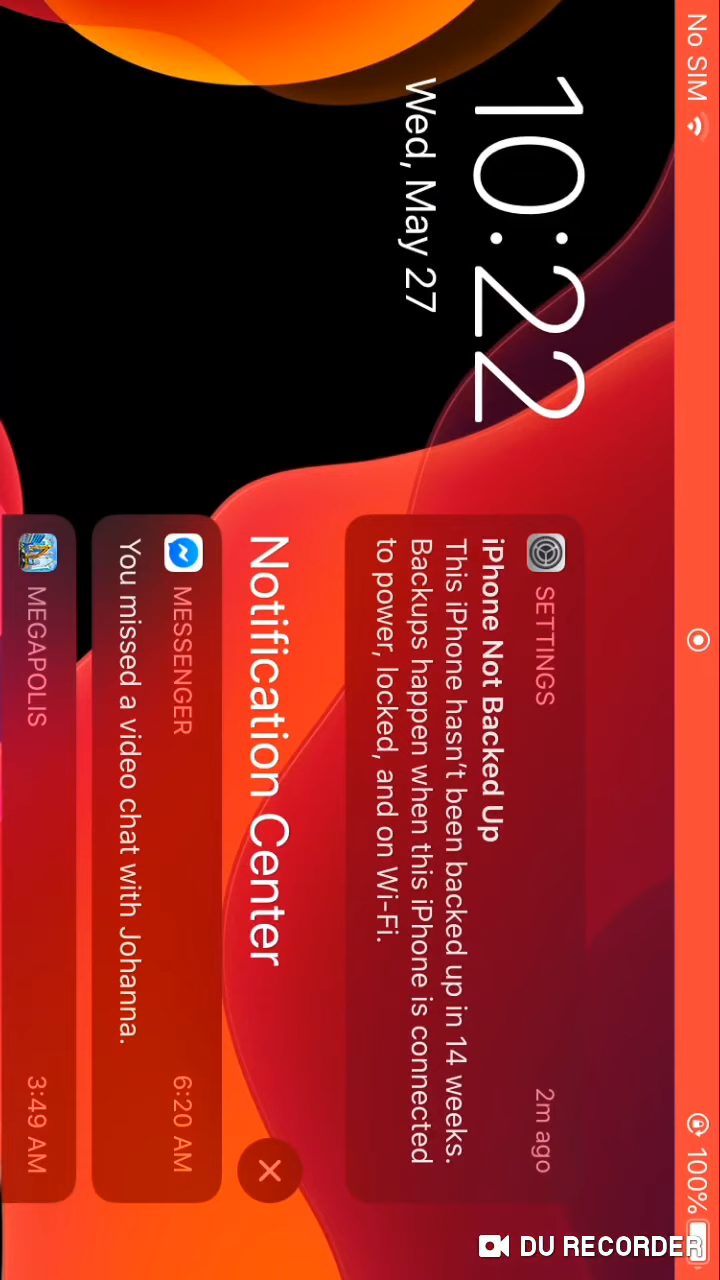 No SIM
100%
10:22
Wed, May 27
SETTINGS
2m ago
iPhone Not Backed Up
This iPhone hasn't been backed up in 14 weeks.
Backups happen when this iPhone is connected
to power, locked, and on Wi-Fi.
Notification Center
MESSENGER
6:20 AM
You missed a video chat with Johanna.
MEGAPOLIS
3:49 AM
DU RECORDER